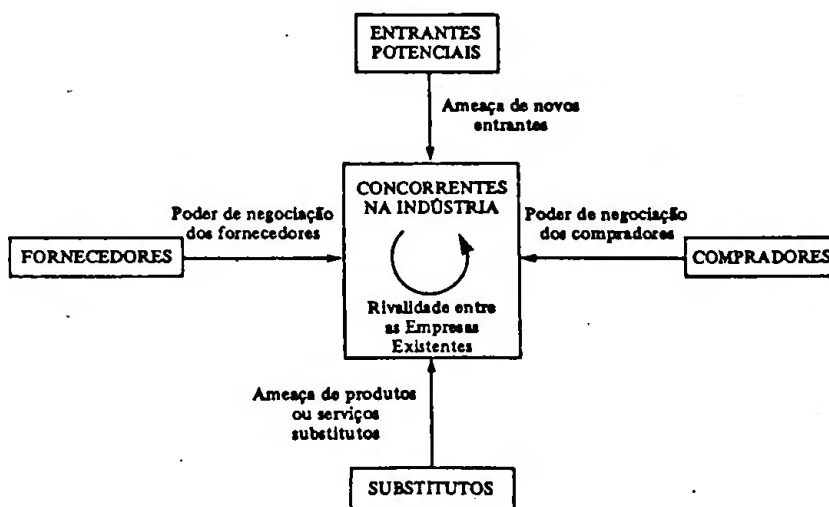 ENTRANTES
POTENCIAIS
Ameaça de novos
entrantes
CONCORRENTES
NA INDÚSTRIA
Poder de negociação
dos fornecedores
Poder de negociação
dos compradores
FORNECEDORES
COMPRADORES
Rivalidade entre
as Empresas
Existentes
Ameaça de produtos
ou serviços
substitutos
SUBSTITUTOS